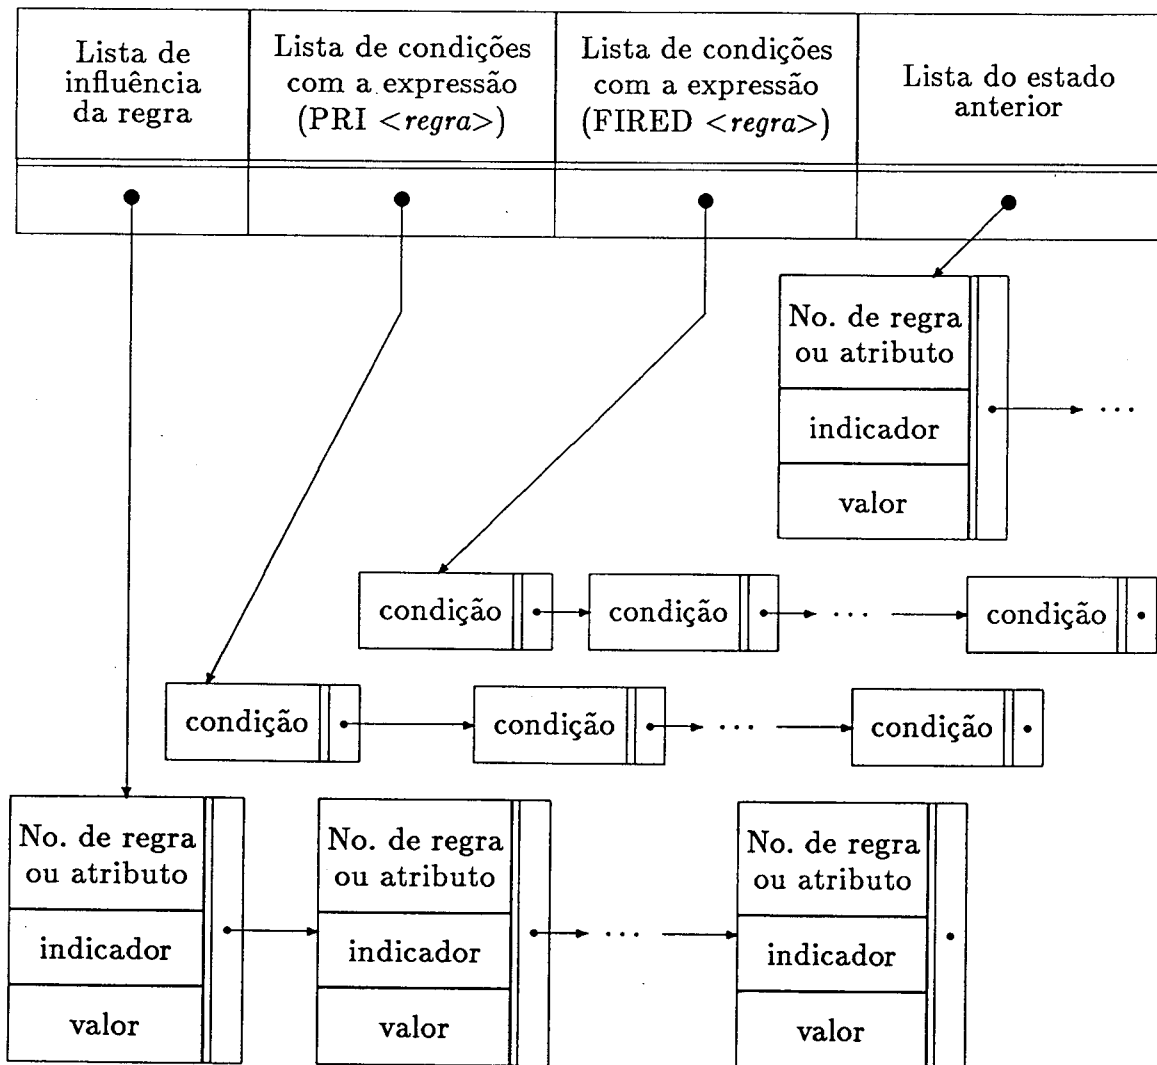 Lista de
influência
da regra
Lista de condições
com a expressão
(PRI <regra>)
Lista de condições
com a expressão
(FIRED <regra>)
Lista do estado
anterior
No. de regra
ou atributo
indicador
valor
...
condição
condição
...
condição
condição
condição
...
condição
No. de regra
ou atributo
indicador
valor
No. de regra
ou atributo
indicador
valor
...
No. de regra
ou atributo
indicador
valor